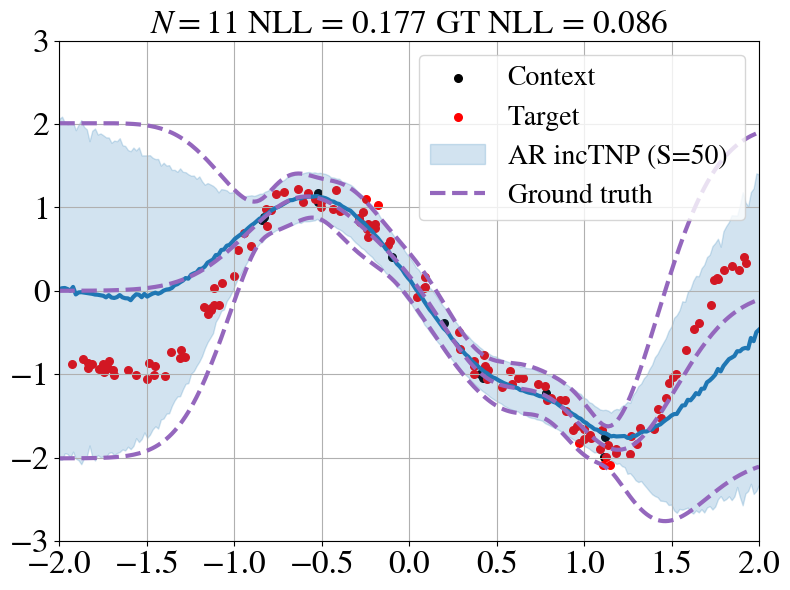 N = 11 NLL = 0.177 GT NLL = 0.086
3
2
1
0
−1
−2
−3
Context
Target
AR incTNP (S=50)
Ground truth
−2.0 −1.5 −1.0 −0.5 0.0 0.5 1.0 1.5 2.0